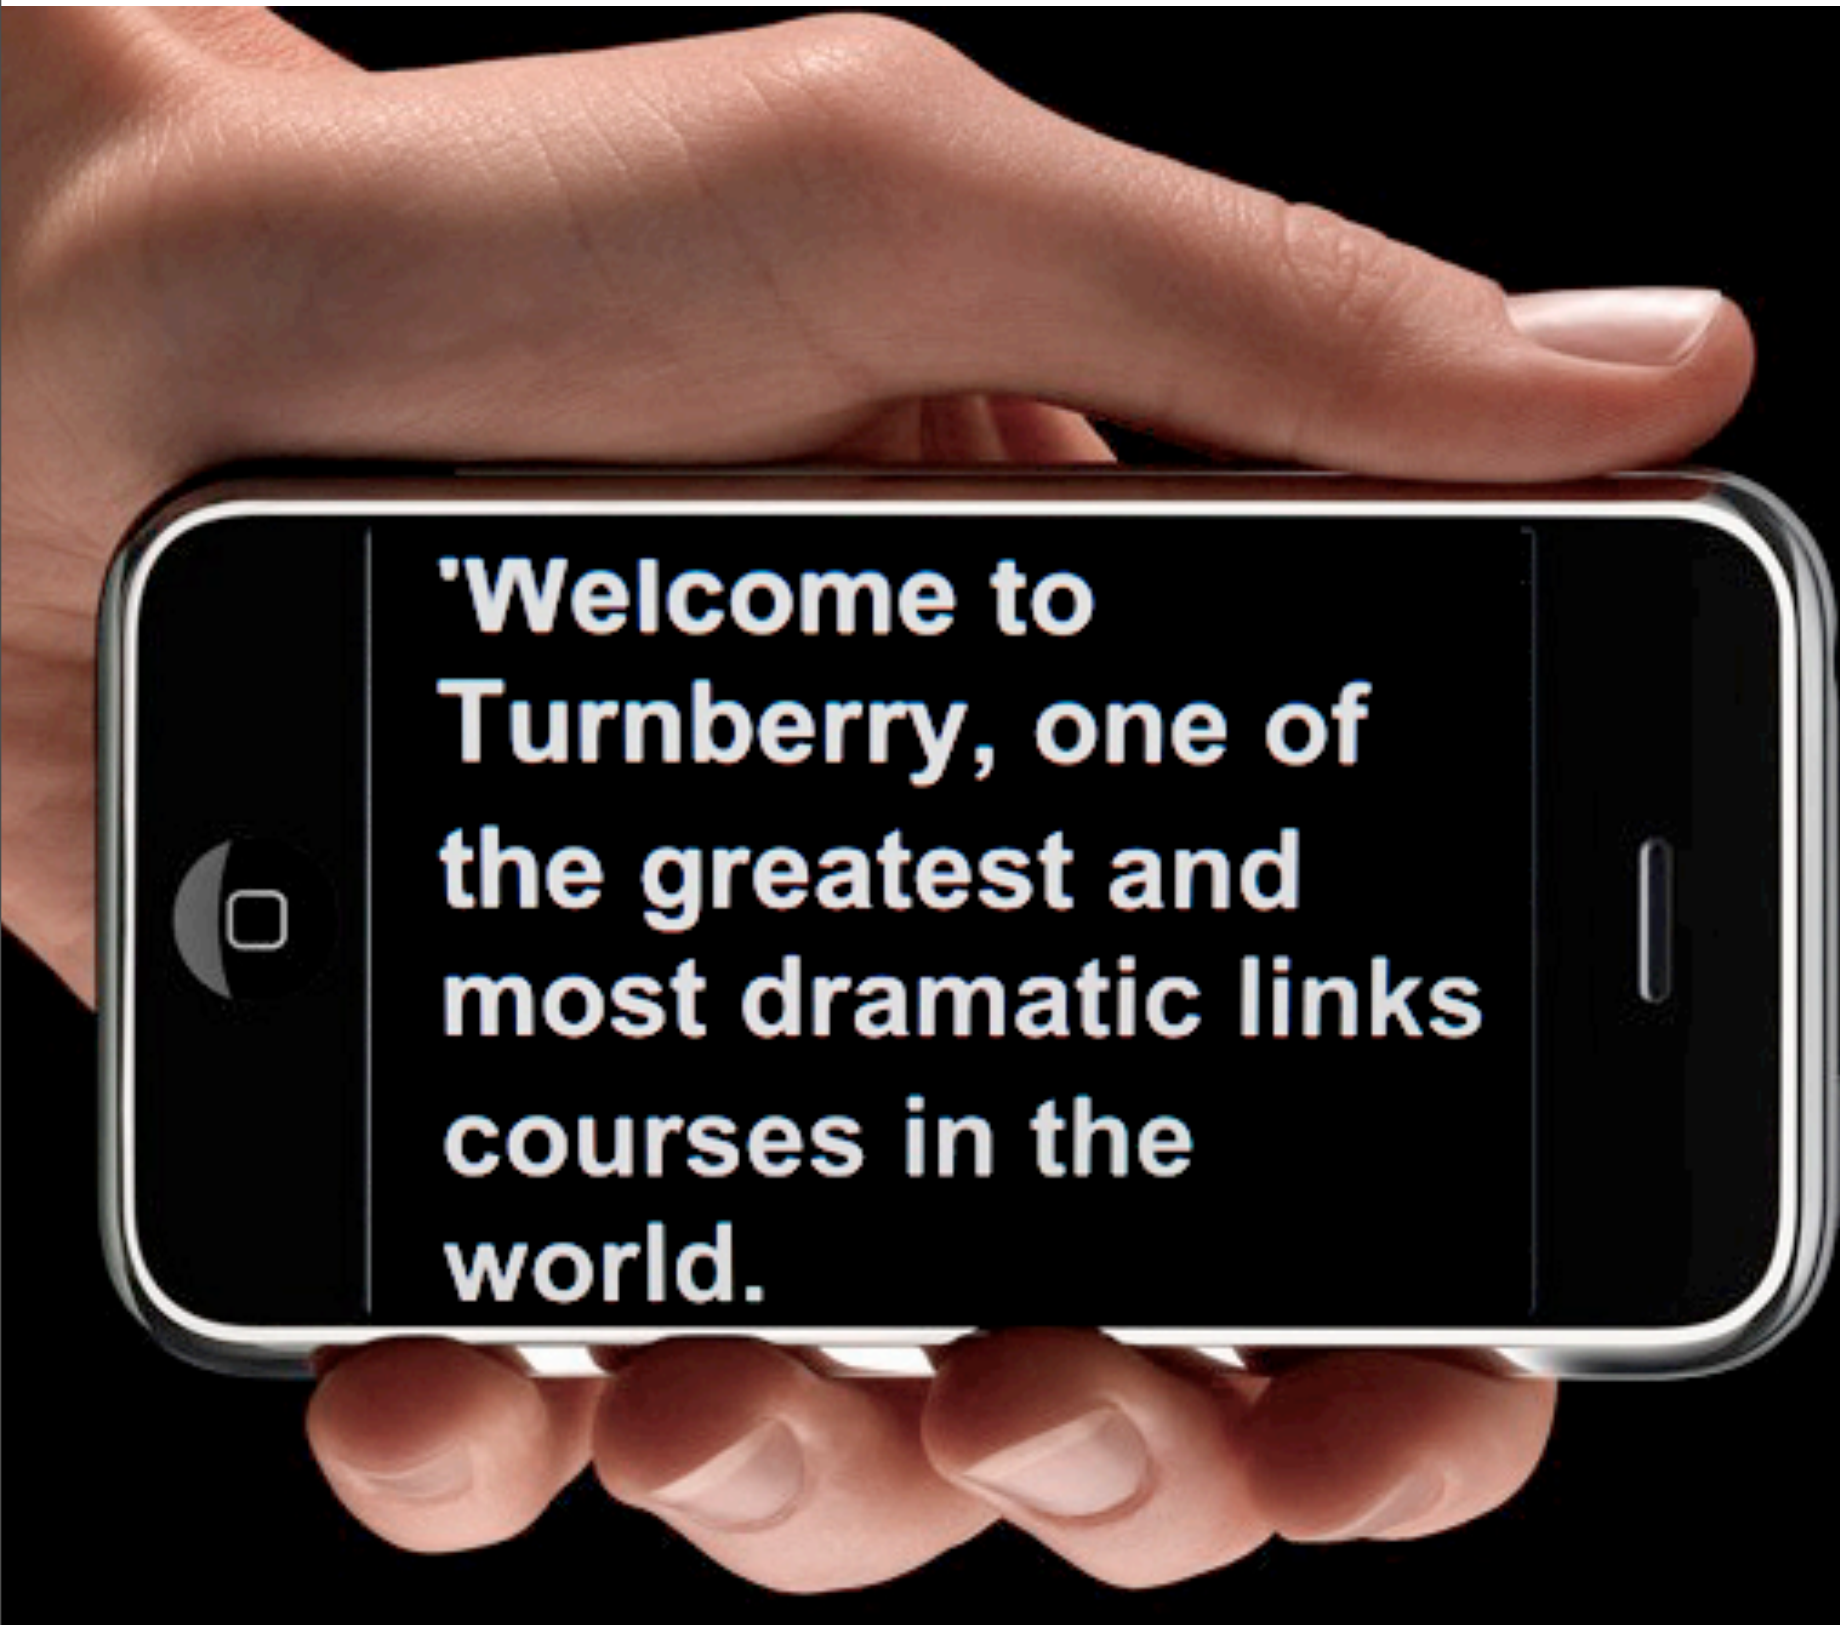 'Welcome to
Turnberry, one of
the greatest and
most dramatic links
courses in the
world.